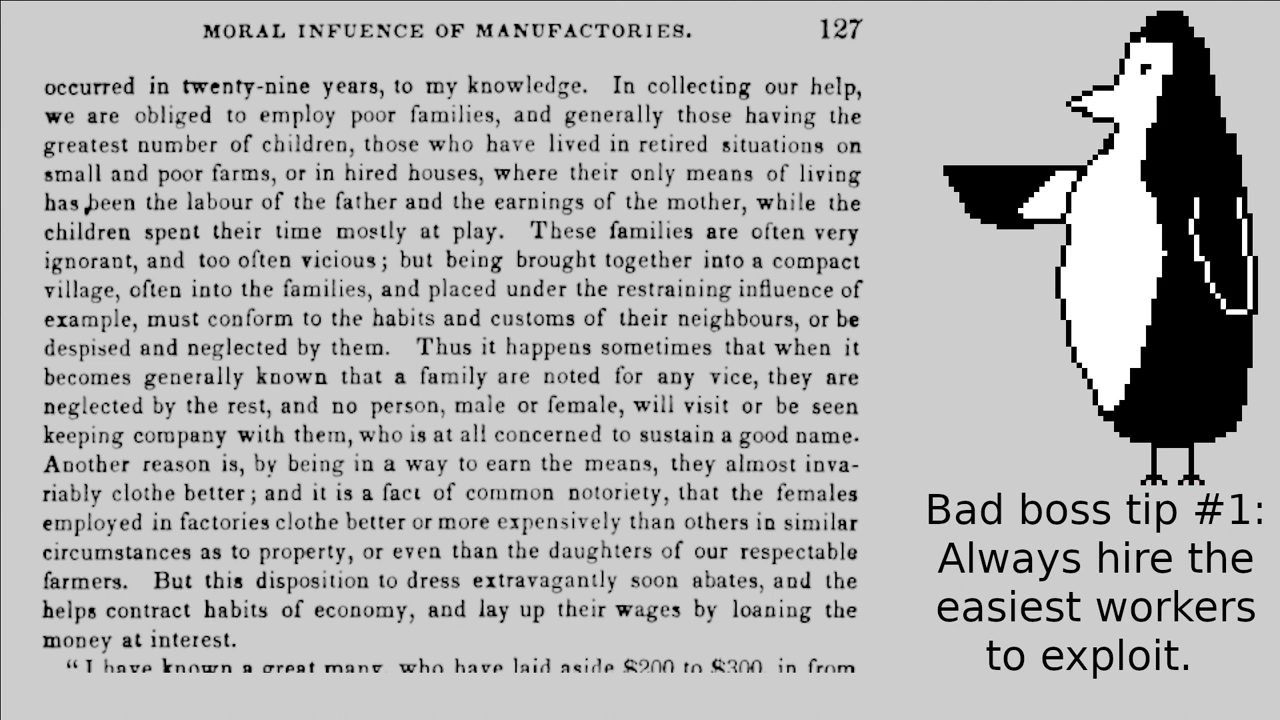 MORAL INFUENCE OF MANUFACTORIES. 127
occurred in twenty-nine years, to my knowledge. In collecting our help,
we are obliged to employ poor families, and generally those having the
greatest number of children, those who have lived in retired situations on
small and poor farms, or in hired houses, where their only means of living
has been the labour of the father and the earnings of the mother, while the
children spent their time mostly at play. These families are often very
ignorant, and too often vicious; but being brought together into a compact
village, often into the families, and placed under the restraining influence of
example, must conform to the habits and customs of their neighbours, or be
despised and neglected by them. Thus it happens sometimes that when it
becomes generally known that a family are noted for any vice, they are
neglected by the rest, and no person, male or female, will visit or be seen
keeping company with them, who is at all concerned to sustain a good name.
Another reason is, by being in a way to earn the means, they almost inva-
riably clothe better; and it is a fact of common notoriety, that the females
employed in factories clothe better or more expensively than others in similar
circumstances as to property, or even than the daughters of our respectable
farmers. But this disposition to dress extravagantly soon abates, and the
helps contract habits of economy, and lay up their wages by loaning the
money at interest.
“I have known a great many, who have laid aside $200 to $300, in from
Bad boss tip #1:
Always hire the
easiest workers
to exploit.